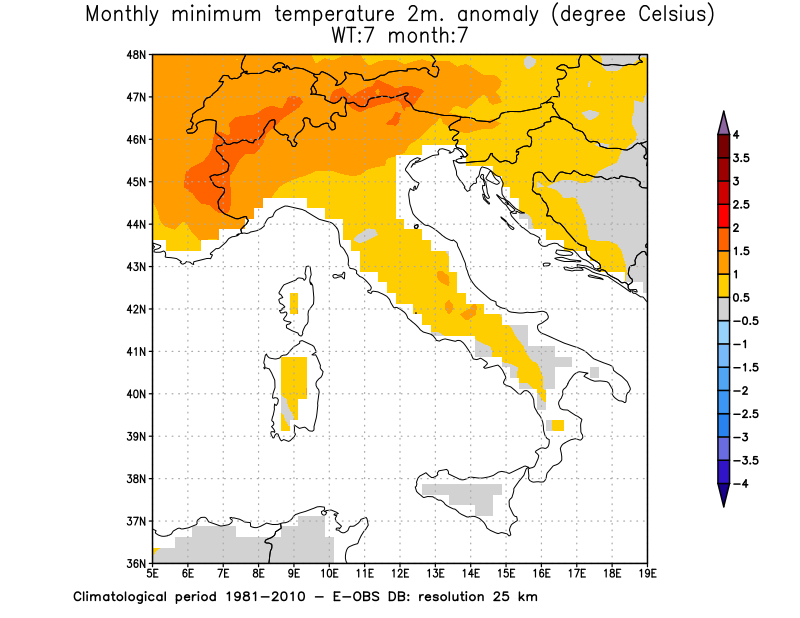 Monthly minimum temperature 2m. anomaly (degree Celsius)
WT:7 month:7
48N
47N
46N
45N
44N
43N
42N
41N
40N
39N
38N
37N
36N
5E 6E 7E 8E 9E 10E 11E 12E 13E 14E 15E 16E 17E 18E 19E
4
3.5
3
2.5
2
1.5
1
0.5
-0.5
-1
-1.5
-2
-2.5
-3
-3.5
-4
Climatological period 1981-2010 - E-OBS DB: resolution 25 km